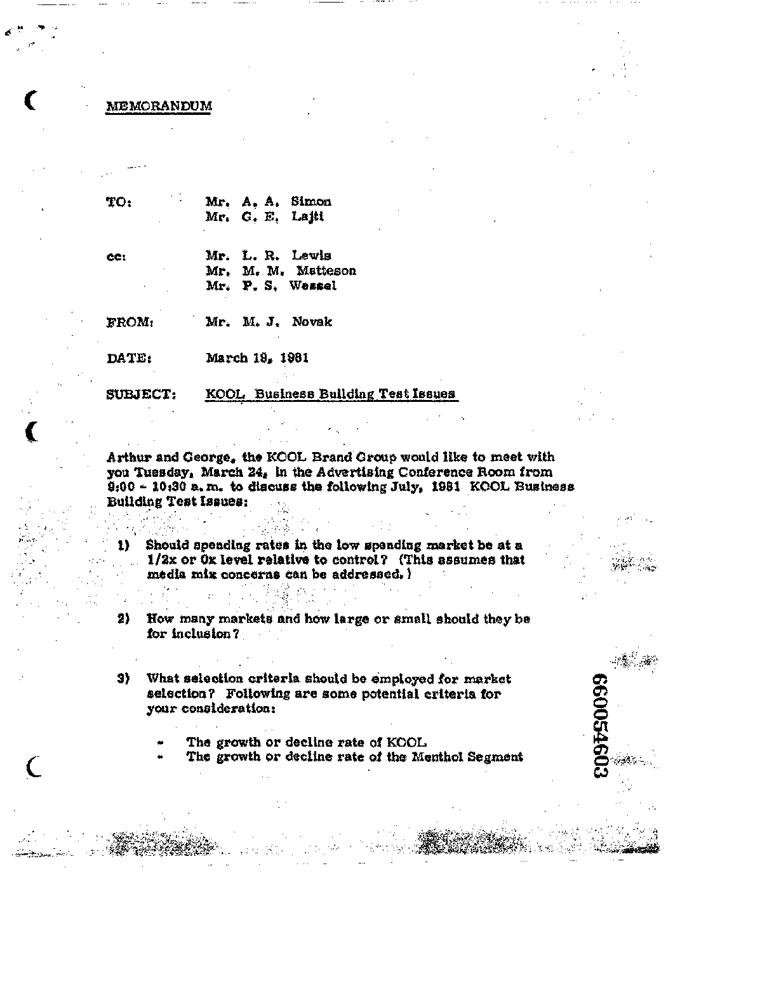 MEMORANDUM
TO: Mr. A. A. Simon
Mr. G. E. Lajti
cc: Mr. L. R. Lewis
Mr. M. M. Matteson
Mr. P. S. Wessel
FROM: Mr. M. J. Novak
DATE: March 19, 1981
SUBJECT: KOOL Business Building Test Issues
Arthur and George, the KOOL Brand Group would like to meet with
you Tuesday, March 24, in the Advertising Conference Room from
9:00 - 10:30 a.m. to discuss the following July, 1981 KOOL Business
Building Test Issues:
1) Should spending rates in the low spending market be at a
1/2x or 0x level relative to control? (This assumes that
media mix concerns can be addressed.)
2) How many markets and how large or small should they be
for inclusion?
3) What selection criteria should be employed for market
selection? Following are some potential criteria for
your consideration:
- The growth or decline rate of KOOL
- The growth or decline rate of the Menthol Segment
660054603